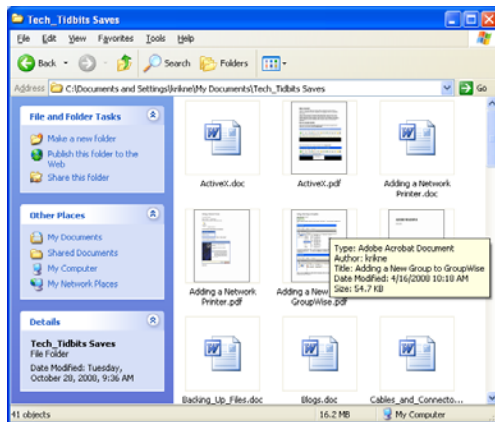 Tech_Tidbits Saves
File Edit View Favorites Tools Help
Back Search Folders
Address C:\Documents and Settings\krikne\My Documents\Tech_Tidbits Saves Go
File and Folder Tasks
Make a new folder
Publish this folder to the
Web
Share this folder
Other Places
My Documents
Shared Documents
My Computer
My Network Places
Details
Tech_Tidbits Saves
File Folder
Date Modified: Tuesday,
October 28, 2008, 9:36 AM
ActiveX.doc
ActiveX.pdf
Adding a Network
Printer.doc
Adding a Network
Printer.pdf
Adding a New
GroupWise.pdf
Type: Adobe Acrobat Document
Author: krikne
Title: Adding a New Group to GroupWise
Date Modified: 4/16/2008 10:18 AM
Size: 54.7 KB
Backing_Up_Files.doc
Blogs.doc
Cables_and_Connecto...
41 objects
16.2 MB
My Computer